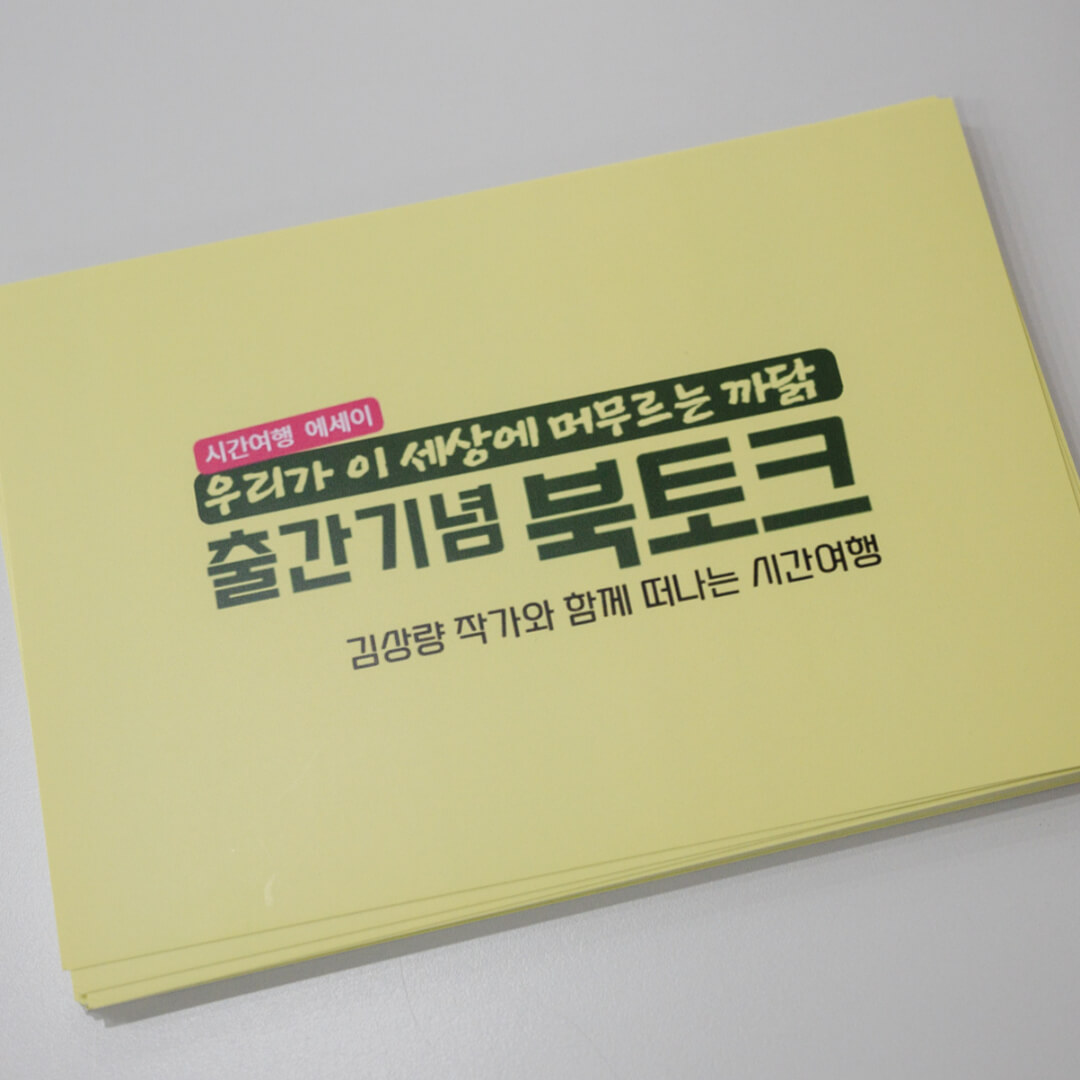 시간여행 에세이
우리가 이 세상에 머무르는 까닭
출간기념 북토크
김상량 작가와 함께 떠나는 시간여행